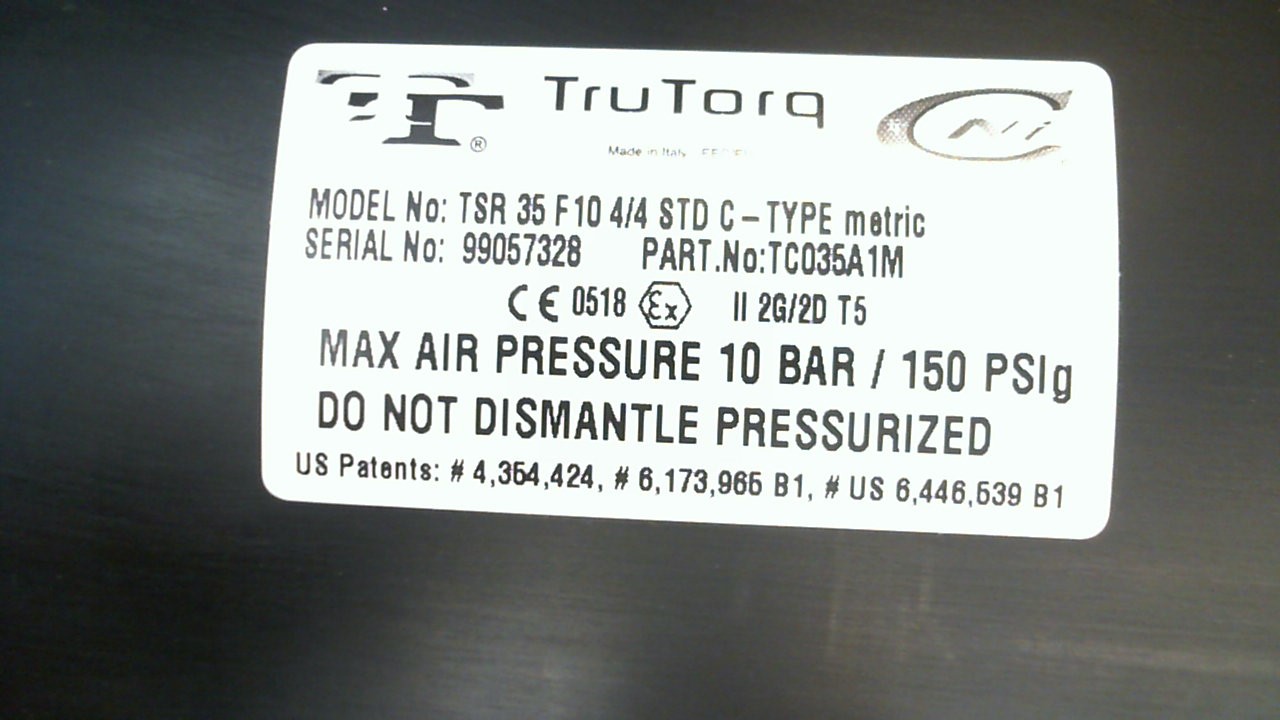 TT ®
TruTorq
CNi
Made in Italy
MODEL No: TSR 35 F10 4/4 STD C-TYPE metric
SERIAL No: 99057328 PART.No:TC035A1M
CE 0518 Ex II 2G/2D T5
MAX AIR PRESSURE 10 BAR / 150 PSIg
DO NOT DISMANTLE PRESSURIZED
US Patents: # 4,354,424, # 6,173,965 B1, # US 6,446,539 B1